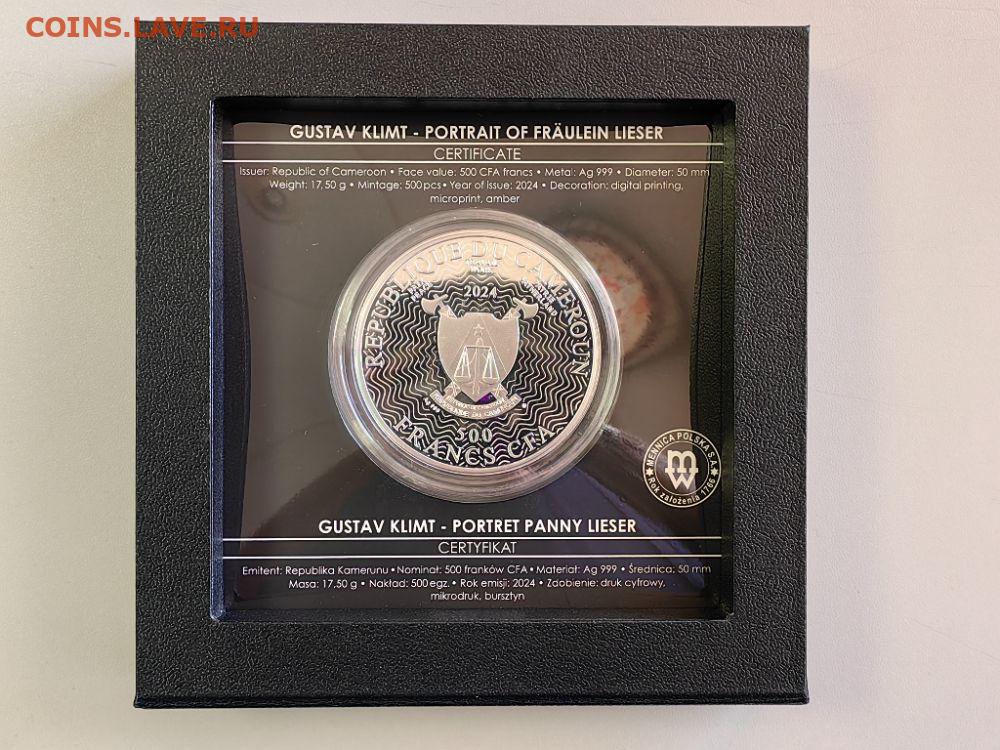 COINS.LAVE.RU
GUSTAV KLIMT - PORTRAIT OF FRÄULEIN LIESER
CERTIFICATE
Issuer: Republic of Cameroon • Face value: 500 CFA francs • Metal: Ag 999 • Diameter: 50 mm
Weight: 17,50 g • Mintage: 500 pcs • Year of Issue: 2024 • Decoration: digital printing,
microprint, amber
REPUBLIQUE DU CAMEROUN
2024
500
FRANCS CFA
MENNICA POLSKA S.A.
Rok założenia 1766
GUSTAV KLIMT - PORTRET PANNY LIESER
CERTYFIKAT
Emitent: Republika Kamerunu • Nominał: 500 franków CFA • Materiał: Ag 999 • Średnica: 50 mm
Masa: 17,50 g • Nakład: 500 egz. • Rok emisji: 2024 • Zdobienie: druk cyfrowy,
mikrodruk, bursztyn